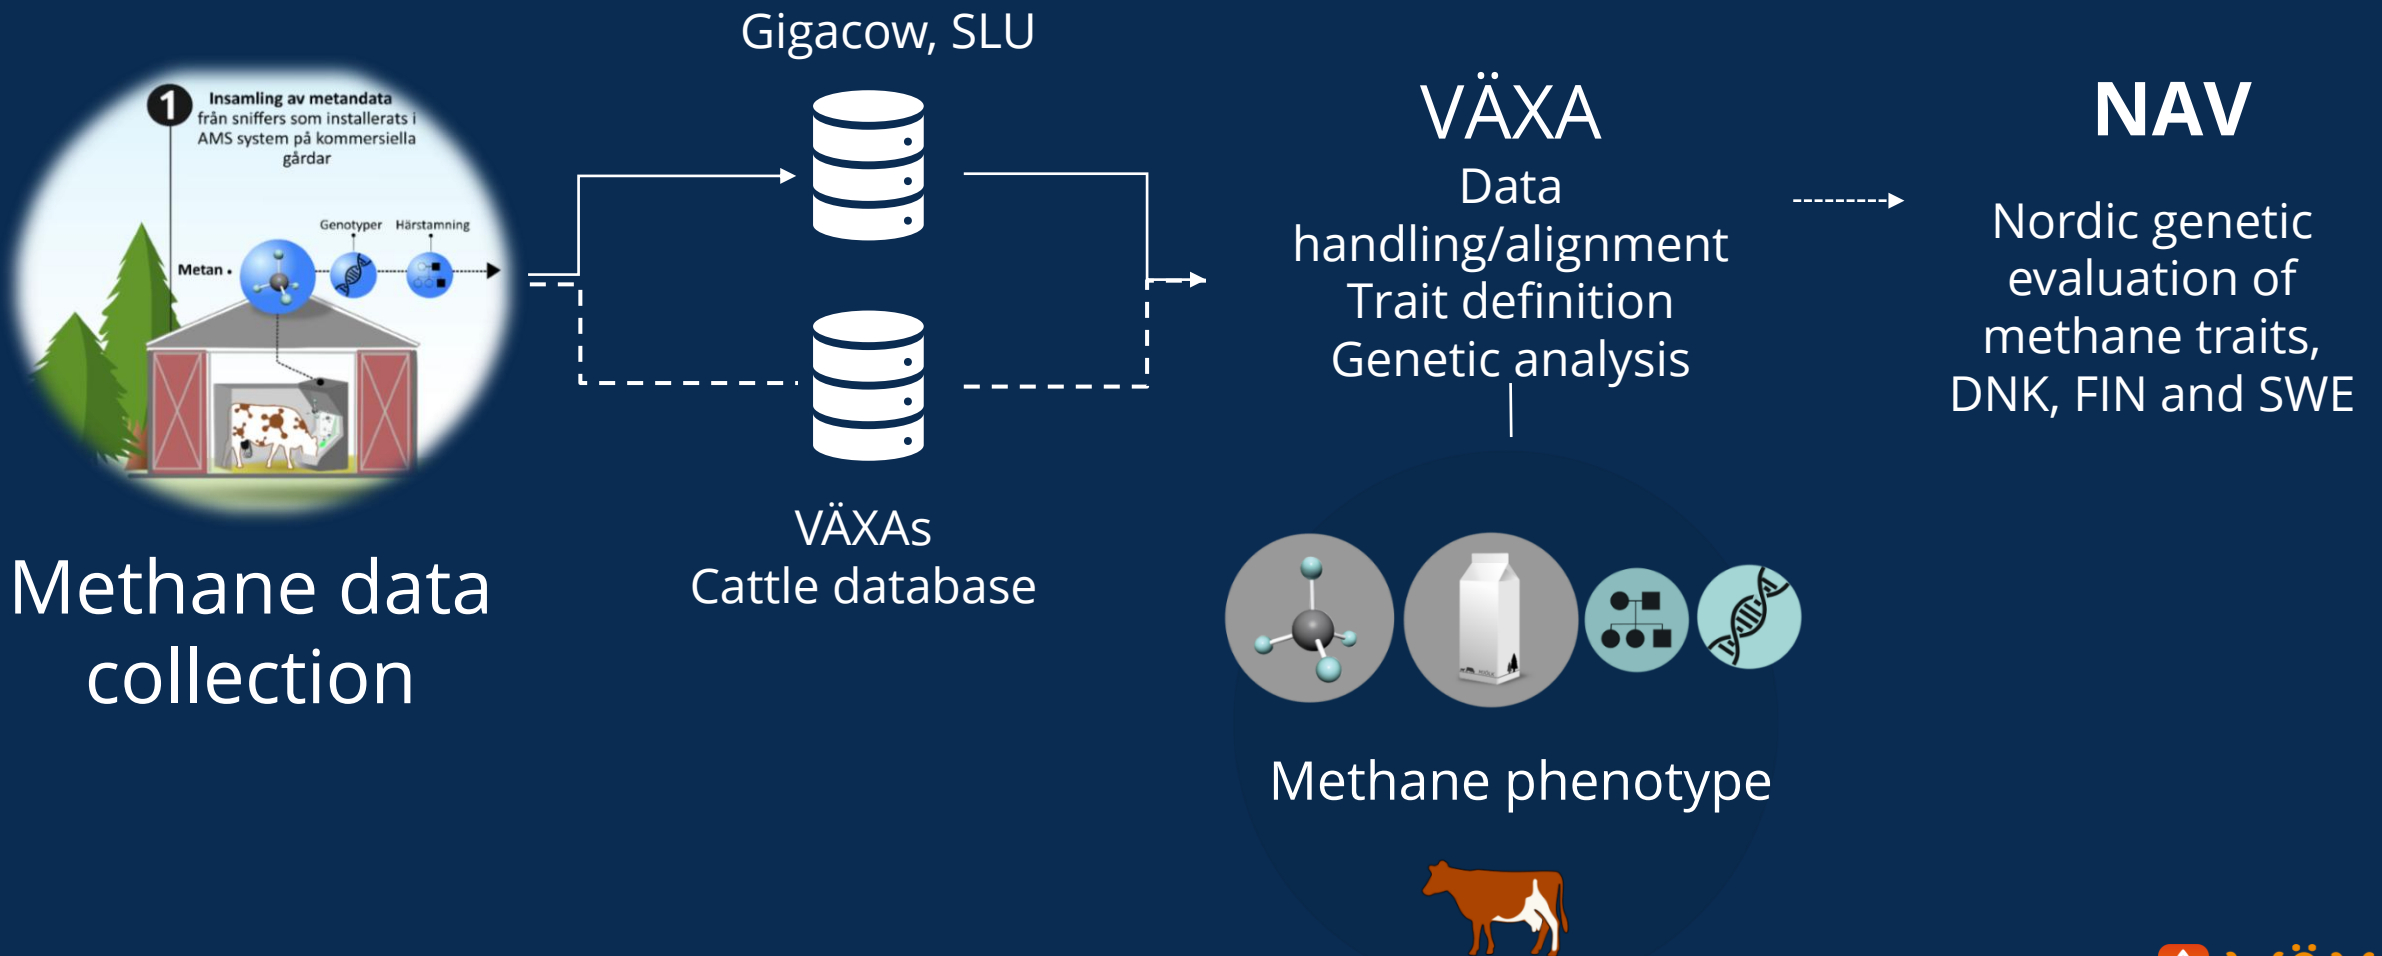 Gigacow, SLU
1
Insamling av metandata
från sniffers som installerats i
AMS system på kommersiella
gårdar
Genotyper Härstamning
Metan
Methane data
collection
VÄXAs
Cattle database
VÄXA
Data
handling/alignment
Trait definition
Genetic analysis
Methane phenotype
NAV
Nordic genetic
evaluation of
methane traits,
DNK, FIN and SWE